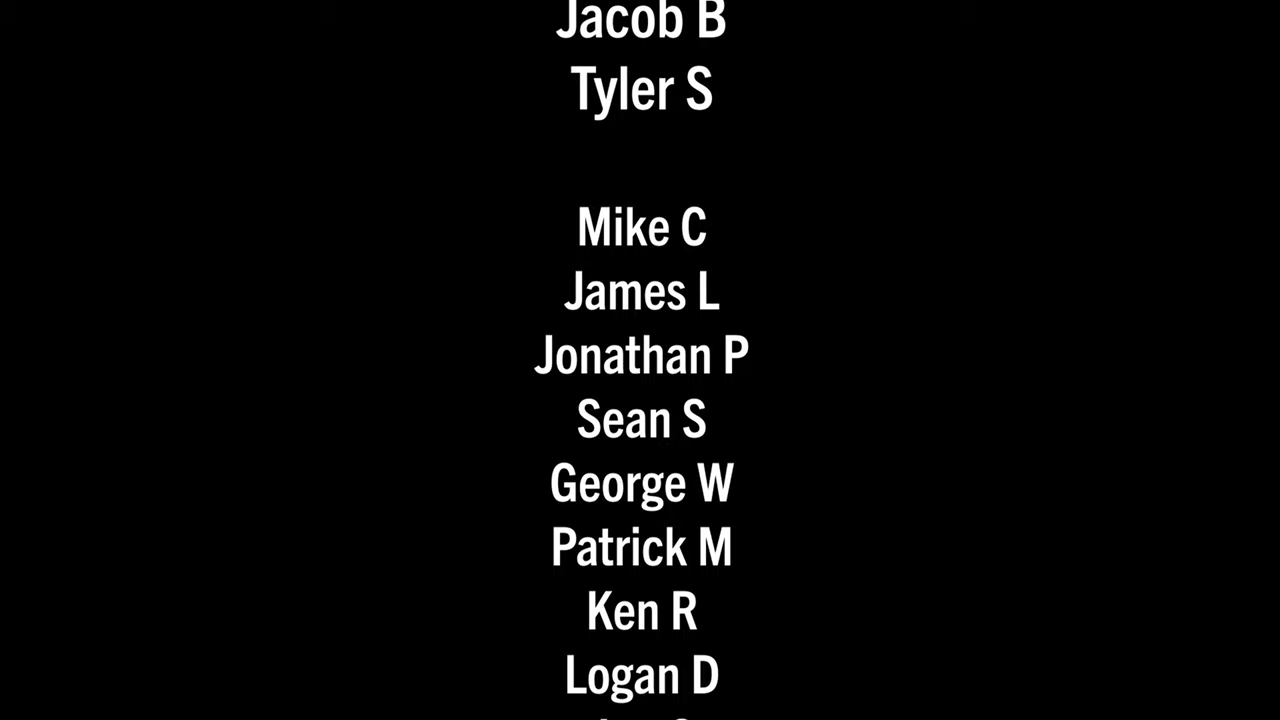 Jacob B
Tyler S
Mike C
James L
Jonathan P
Sean S
George W
Patrick M
Ken R
Logan D